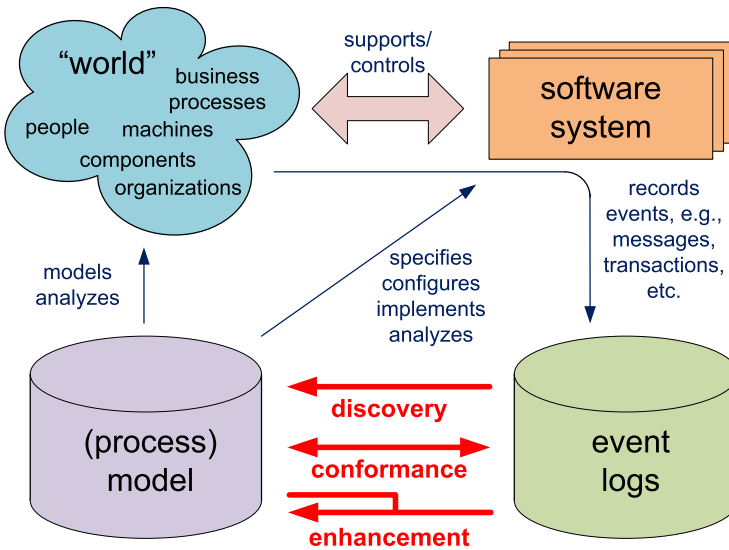 “world”
business
processes
people
machines
components
organizations
supports/
controls
software
system
records
events, e.g.,
messages,
transactions,
etc.
models
analyzes
specifies
configures
implements
analyzes
(process)
model
discovery
conformance
enhancement
event
logs